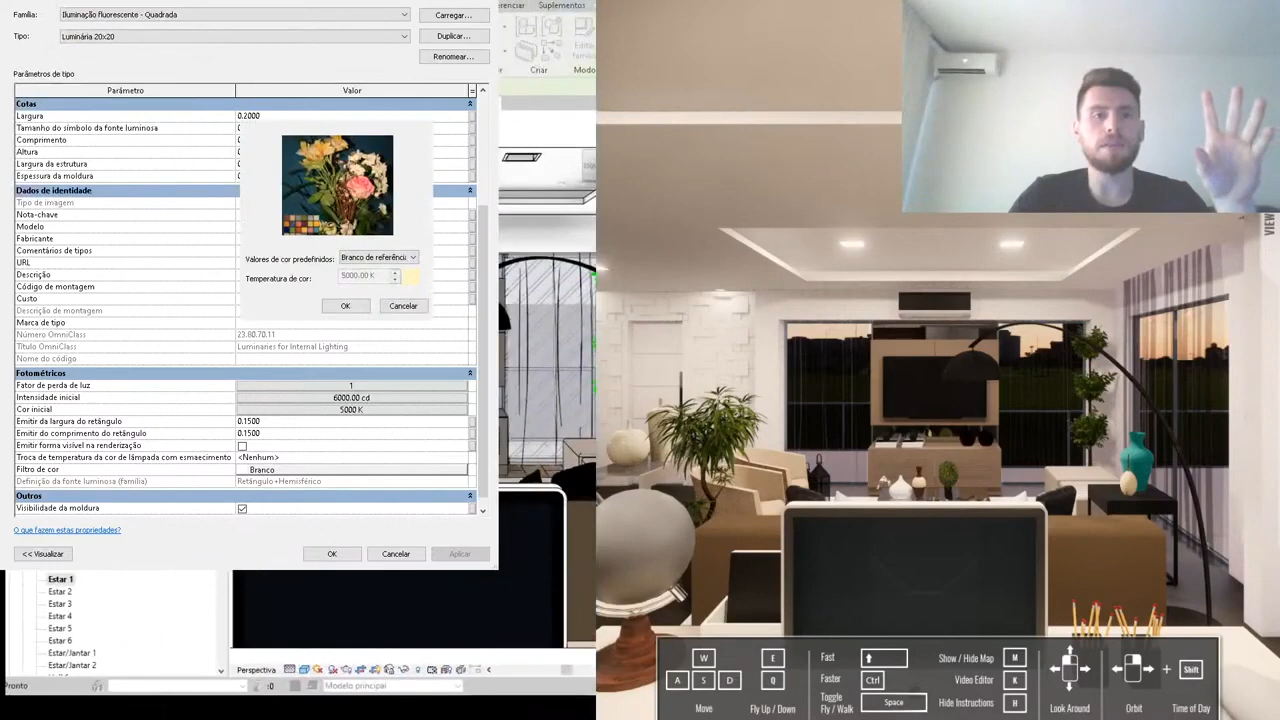 Família:
Iluminação fluorescente - Quadrada
Carregar...
Tipo:
Luminária 20x20
Duplicar...
Renomear...
Parâmetros de tipo
Parâmetro
Valor
=
Cotas
Largura
0.2000
Tamanho do símbolo da fonte luminosa
Comprimento
Altura
Largura da estrutura
Espessura da moldura
Dados de identidade
Tipo de imagem
Nota-chave
Modelo
Fabricante
Comentários de tipos
URL
Descrição
Código de montagem
Custo
Descrição de montagem
Marca de tipo
Número OmniClass
23.80.70.11
Título OmniClass
Luminaries for Internal Lighting
Nome do código
Valores de cor predefinidos:
Branco de referência
Temperatura de cor:
5000.00 K
OK
Cancelar
Fotométricos
Fator de perda de luz
1
Intensidade inicial
6000.00 cd
Cor inicial
5000 K
Emitir da largura do retângulo
0.1500
Emitir do comprimento do retângulo
0.1500
Emitir forma visível na renderização
Troca de temperatura da cor de lâmpada com esmaecimento
<Nenhum>
Filtro de cor
Branco
Definição da fonte luminosa (família)
Retângulo+Hemisférico
Outros
Visibilidade da moldura
O que fazem estas propriedades?
<< Visualizar
OK
Cancelar
Aplicar
Estar 1
Estar 2
Estar 3
Estar 4
Estar 5
Estar 6
Estar/Jantar 1
Estar/Jantar 2
Perspectiva
Pronto
:0
Modelo principal
erenciar
Suplementos
Criar
Modo
VIEW
W
A
S
D
Move
E
Q
Fly Up / Down
Fast
Faster
Ctrl
Toggle
Fly / Walk
Space
Show / Hide Map
M
Video Editor
K
Hide Instructions
H
Look Around
Orbit
+
Shift
Time of Day